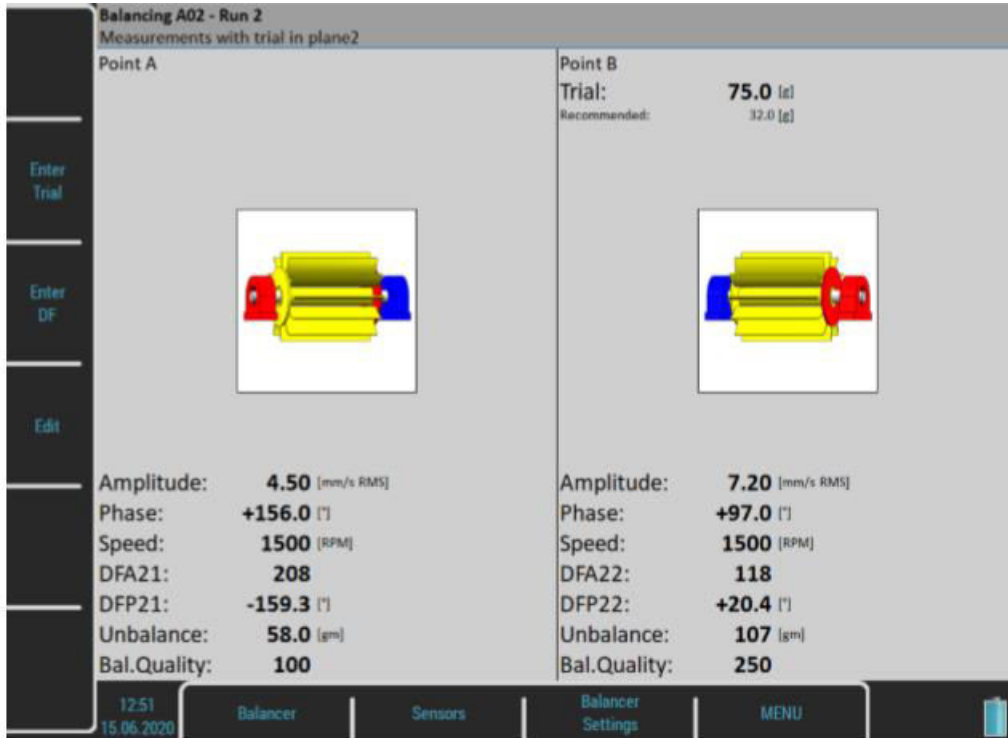 Balancing A02 - Run 2
Measurements with trial in plane2
Point A
Point B
Trial: 75.0 [g]
Recommended: 32.0 [g]
Enter
Trial
Enter
DF
Edit
Amplitude: 4.50 [mm/s RMS]
Phase: +156.0 [°]
Speed: 1500 [RPM]
DFA21: 208
DFP21: -159.3 [°]
Unbalance: 58.0 [gm]
Bal.Quality: 100
Amplitude: 7.20 [mm/s RMS]
Phase: +97.0 [°]
Speed: 1500 [RPM]
DFA22: 118
DFP22: +20.4 [°]
Unbalance: 107 [gm]
Bal.Quality: 250
12:51
15.06.2020
Balancer
Sensors
Balancer
Settings
MENU